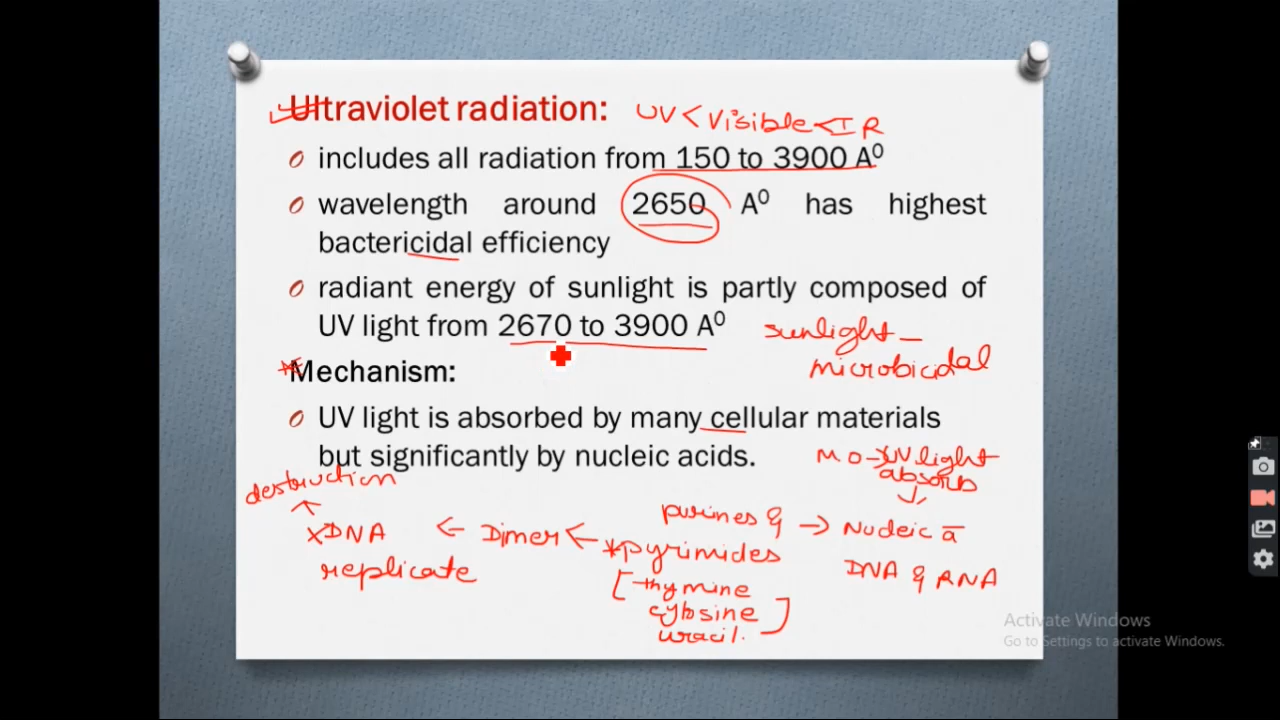 Ultraviolet radiation:
UV < Visible < IR
includes all radiation from 150 to 3900 A⁰
wavelength around 2650 A⁰ has highest
bactericidal efficiency
radiant energy of sunlight is partly composed of
UV light from 2670 to 3900 A⁰
sunlight –
microbicidal
Mechanism:
UV light is absorbed by many cellular materials
but significantly by nucleic acids.
MO → UV light
absorb
destruction
purines &
→ Nucleic a
xDNA ← Dimer ← *pyrimides
replicate
DNA & RNA
[thymine
cytosine
uracil.]
Activate Windows
Go to Settings to activate Windows.